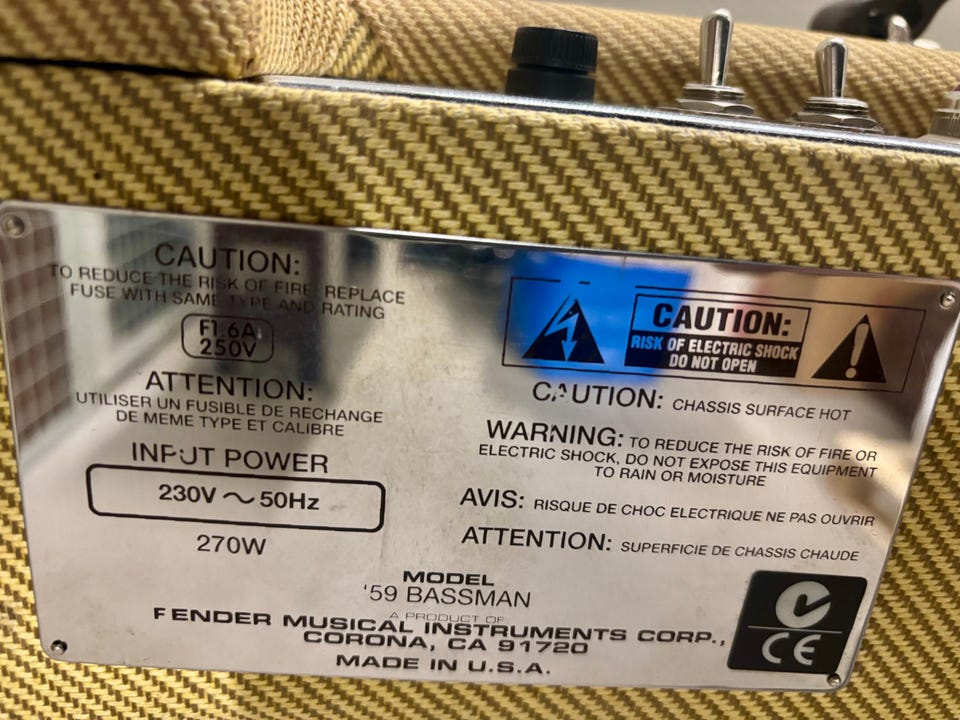 CAUTION:
TO REDUCE THE RISK OF FIRE REPLACE
FUSE WITH SAME TYPE AND RATING
F1.6A
250V
ATTENTION:
UTILISER UN FUSIBLE DE RECHANGE
DE MEME TYPE ET CALIBRE
INPUT POWER
230V ~ 50Hz
270W
CAUTION:
RISK OF ELECTRIC SHOCK
DO NOT OPEN
CAUTION: CHASSIS SURFACE HOT
WARNING: TO REDUCE THE RISK OF FIRE OR
ELECTRIC SHOCK, DO NOT EXPOSE THIS EQUIPMENT
TO RAIN OR MOISTURE
AVIS: RISQUE DE CHOC ELECTRIQUE NE PAS OUVRIR
ATTENTION: SUPERFICIE DE CHASSIS CHAUDE
MODEL
'59 BASSMAN
A PRODUCT OF
FENDER MUSICAL INSTRUMENTS CORP.,
CORONA, CA 91720
MADE IN U.S.A.
CE